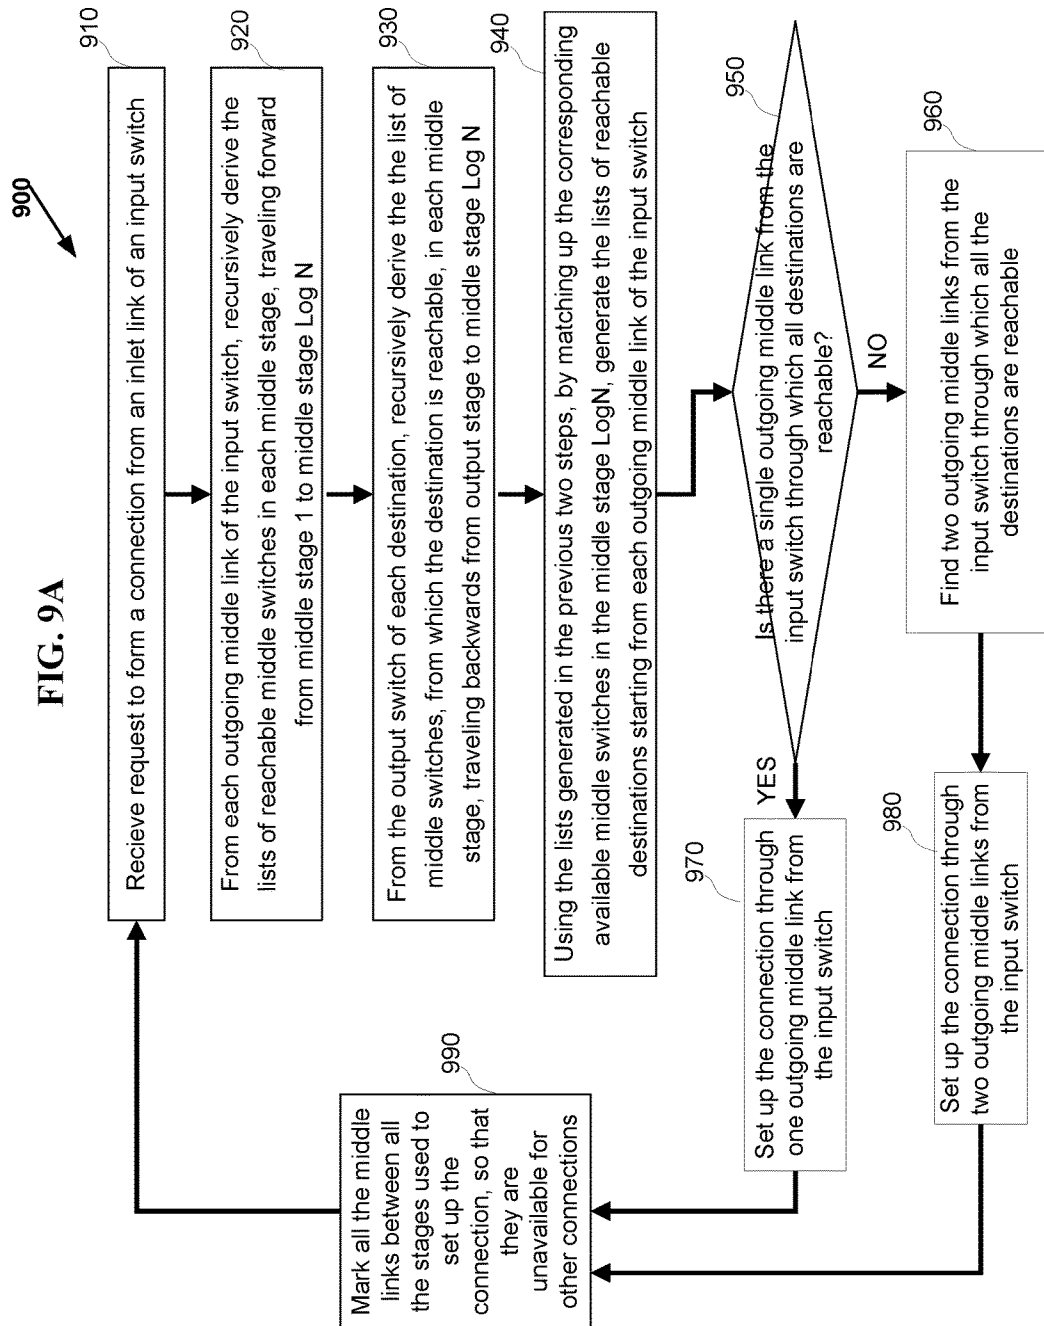 FIG. 9A
900
910
Recieve request to form a connection from an inlet link of an input switch
920
From each outgoing middle link of the input switch, recursively derive the
lists of reachable middle switches in each middle stage, traveling forward
from middle stage 1 to middle stage Log N
930
From the output switch of each destination, recursively derive the the list of
middle switches, from which the destination is reachable, in each middle
stage, traveling backwards from output stage to middle stage Log N
940
Using the lists generated in the previous two steps, by matching up the corresponding
available middle switches in the middle stage LogN, generate the lists of reachable
destinations starting from each outgoing middle link of the input switch
950
Is there a single outgoing middle link from the
input switch through which all destinations are
reachable?
YES
NO
960
Find two outgoing middle links from the
input switch through which all the
destinations are reachable
970
Set up the connection through
one outgoing middle link from
the input switch
980
Set up the connection through
two outgoing middle links from
the input switch
990
Mark all the middle
links between all
the stages used to
set up the
connection, so that
they are
unavailable for
other connections